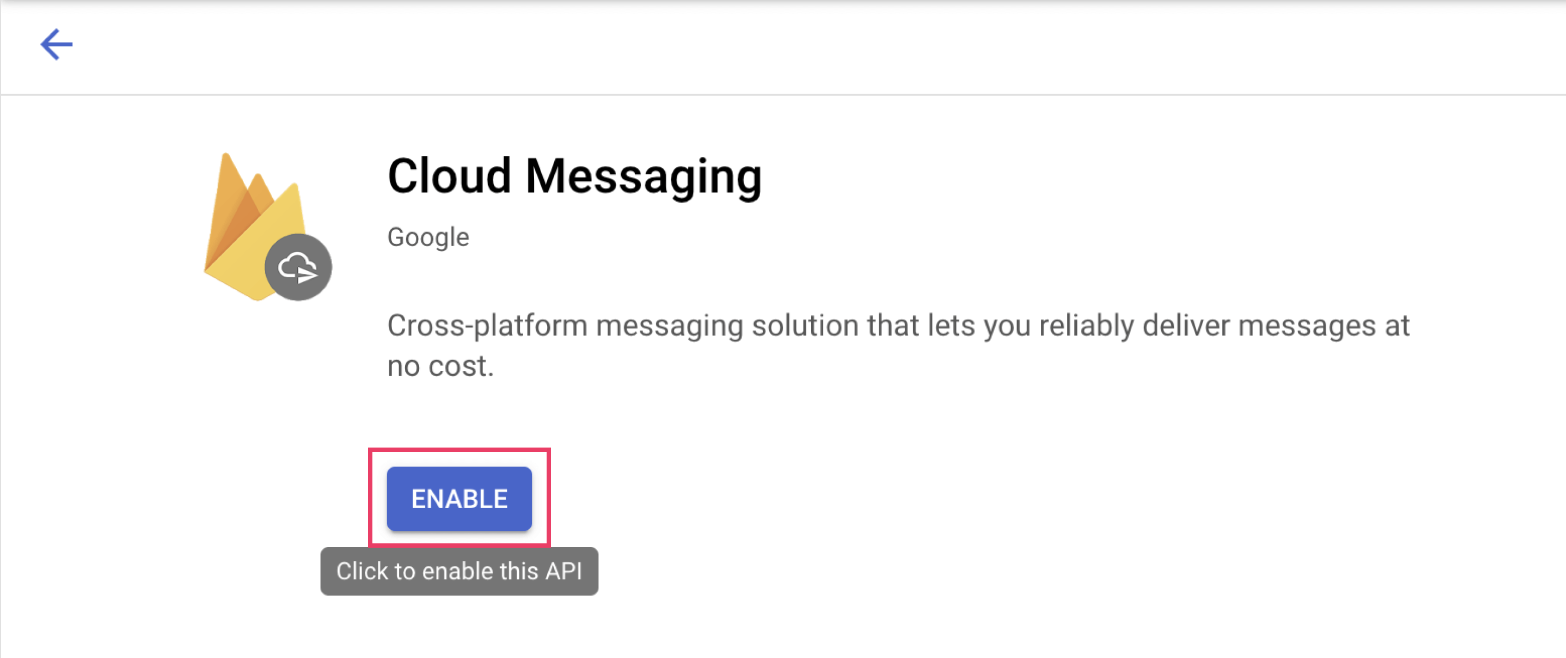 Cloud Messaging
Google
Cross-platform messaging solution that lets you reliably deliver messages at
no cost.
ENABLE
Click to enable this API